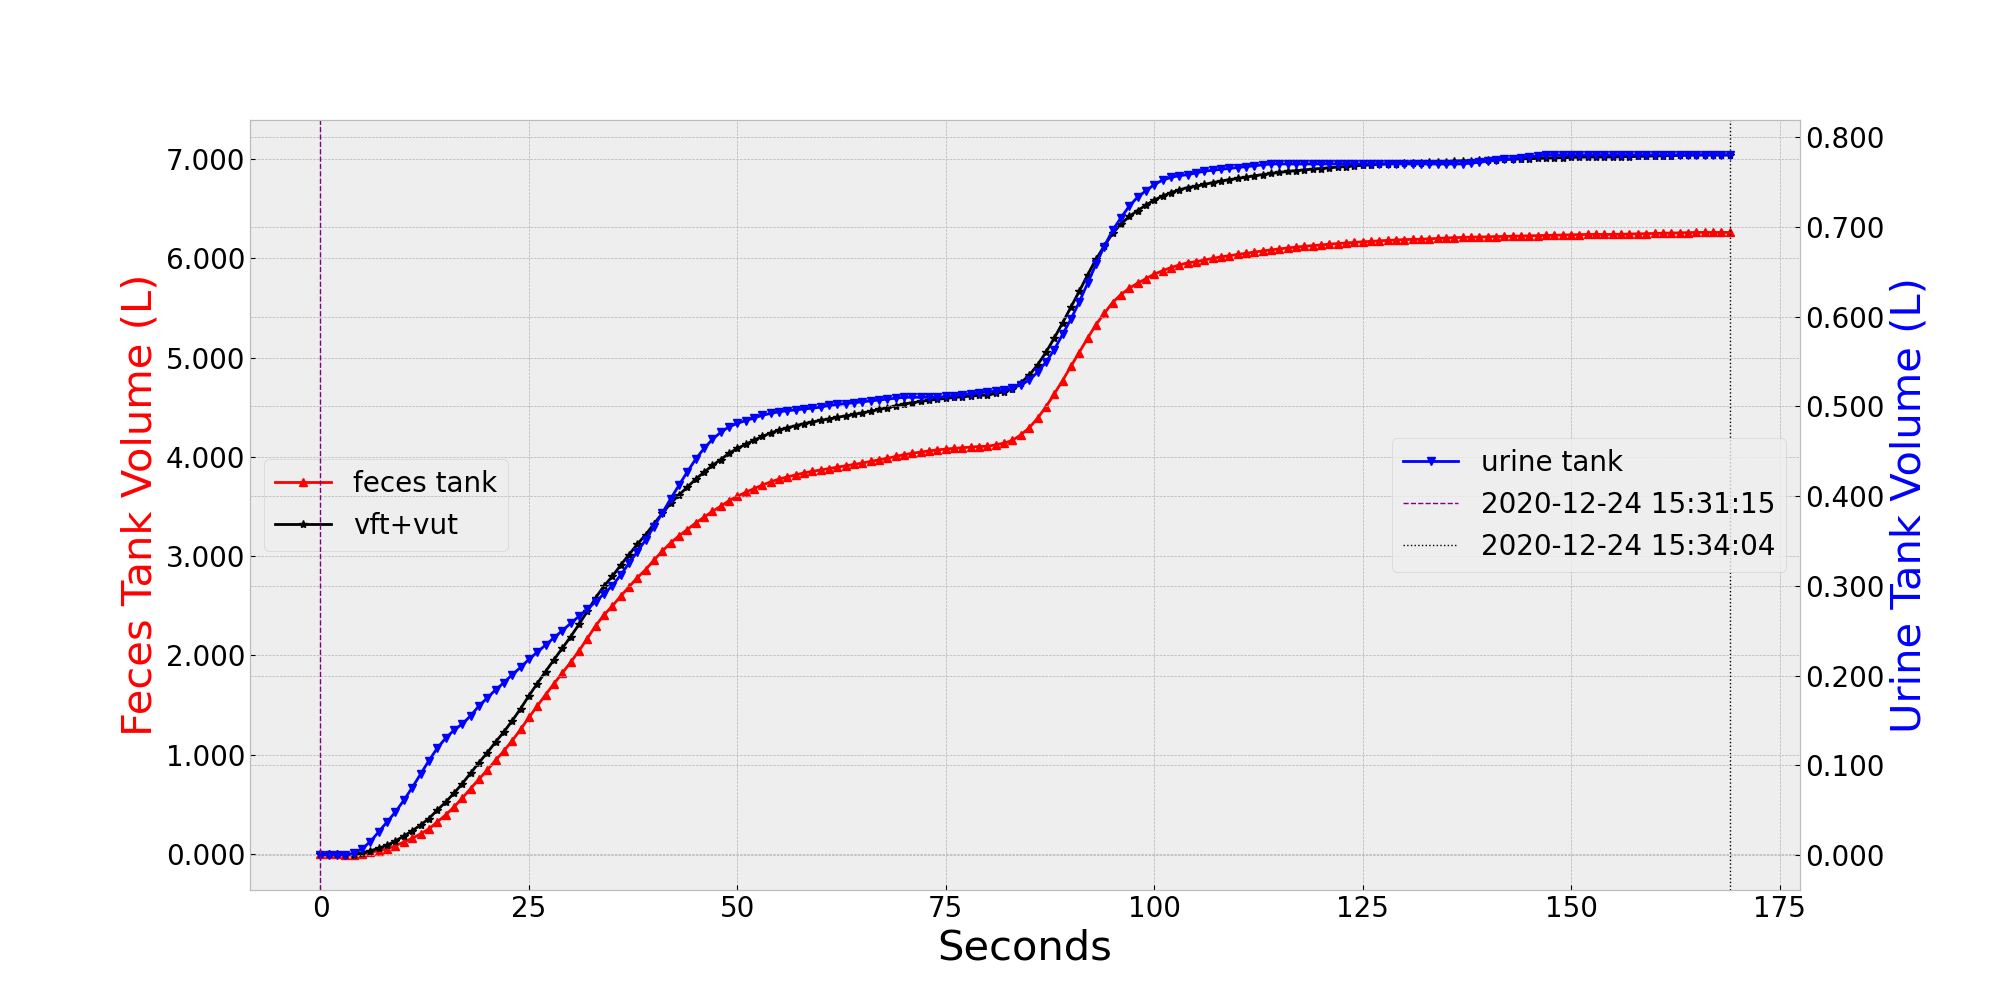 7.000
6.000
5.000
4.000
3.000
2.000
1.000
0.000
Feces Tank Volume (L)
feces tank
vft+vut
0.800
0.700
0.600
0.500
0.400
0.300
0.200
0.100
0.000
Urine Tank Volume (L)
urine tank
2020-12-24 15:31:15
2020-12-24 15:34:04
0 25 50 75 100 125 150 175
Seconds